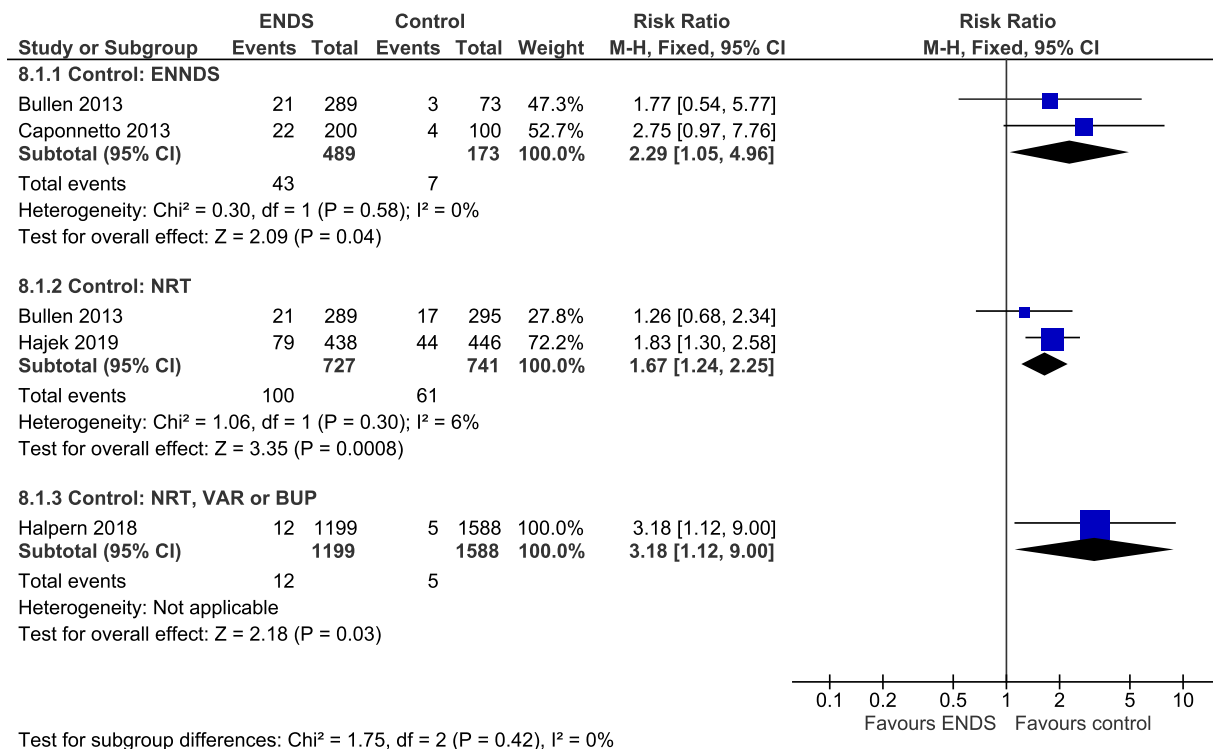 ENDS Control Risk Ratio Risk Ratio
Study or Subgroup Events Total Events Total Weight M-H, Fixed, 95% CI M-H, Fixed, 95% CI
8.1.1 Control: ENNDS
Bullen 2013 21 289 3 73 47.3% 1.77 [0.54, 5.77]
Caponnetto 2013 22 200 4 100 52.7% 2.75 [0.97, 7.76]
Subtotal (95% CI) 489 173 100.0% 2.29 [1.05, 4.96]
Total events 43 7
Heterogeneity: Chi² = 0.30, df = 1 (P = 0.58); I² = 0%
Test for overall effect: Z = 2.09 (P = 0.04)
8.1.2 Control: NRT
Bullen 2013 21 289 17 295 27.8% 1.26 [0.68, 2.34]
Hajek 2019 79 438 44 446 72.2% 1.83 [1.30, 2.58]
Subtotal (95% CI) 727 741 100.0% 1.67 [1.24, 2.25]
Total events 100 61
Heterogeneity: Chi² = 1.06, df = 1 (P = 0.30); I² = 6%
Test for overall effect: Z = 3.35 (P = 0.0008)
8.1.3 Control: NRT, VAR or BUP
Halpern 2018 12 1199 5 1588 100.0% 3.18 [1.12, 9.00]
Subtotal (95% CI) 1199 1588 100.0% 3.18 [1.12, 9.00]
Total events 12 5
Heterogeneity: Not applicable
Test for overall effect: Z = 2.18 (P = 0.03)
0.1 0.2 0.5 1 2 5 10
Favours ENDS Favours control
Test for subgroup differences: Chi² = 1.75, df = 2 (P = 0.42), I² = 0%